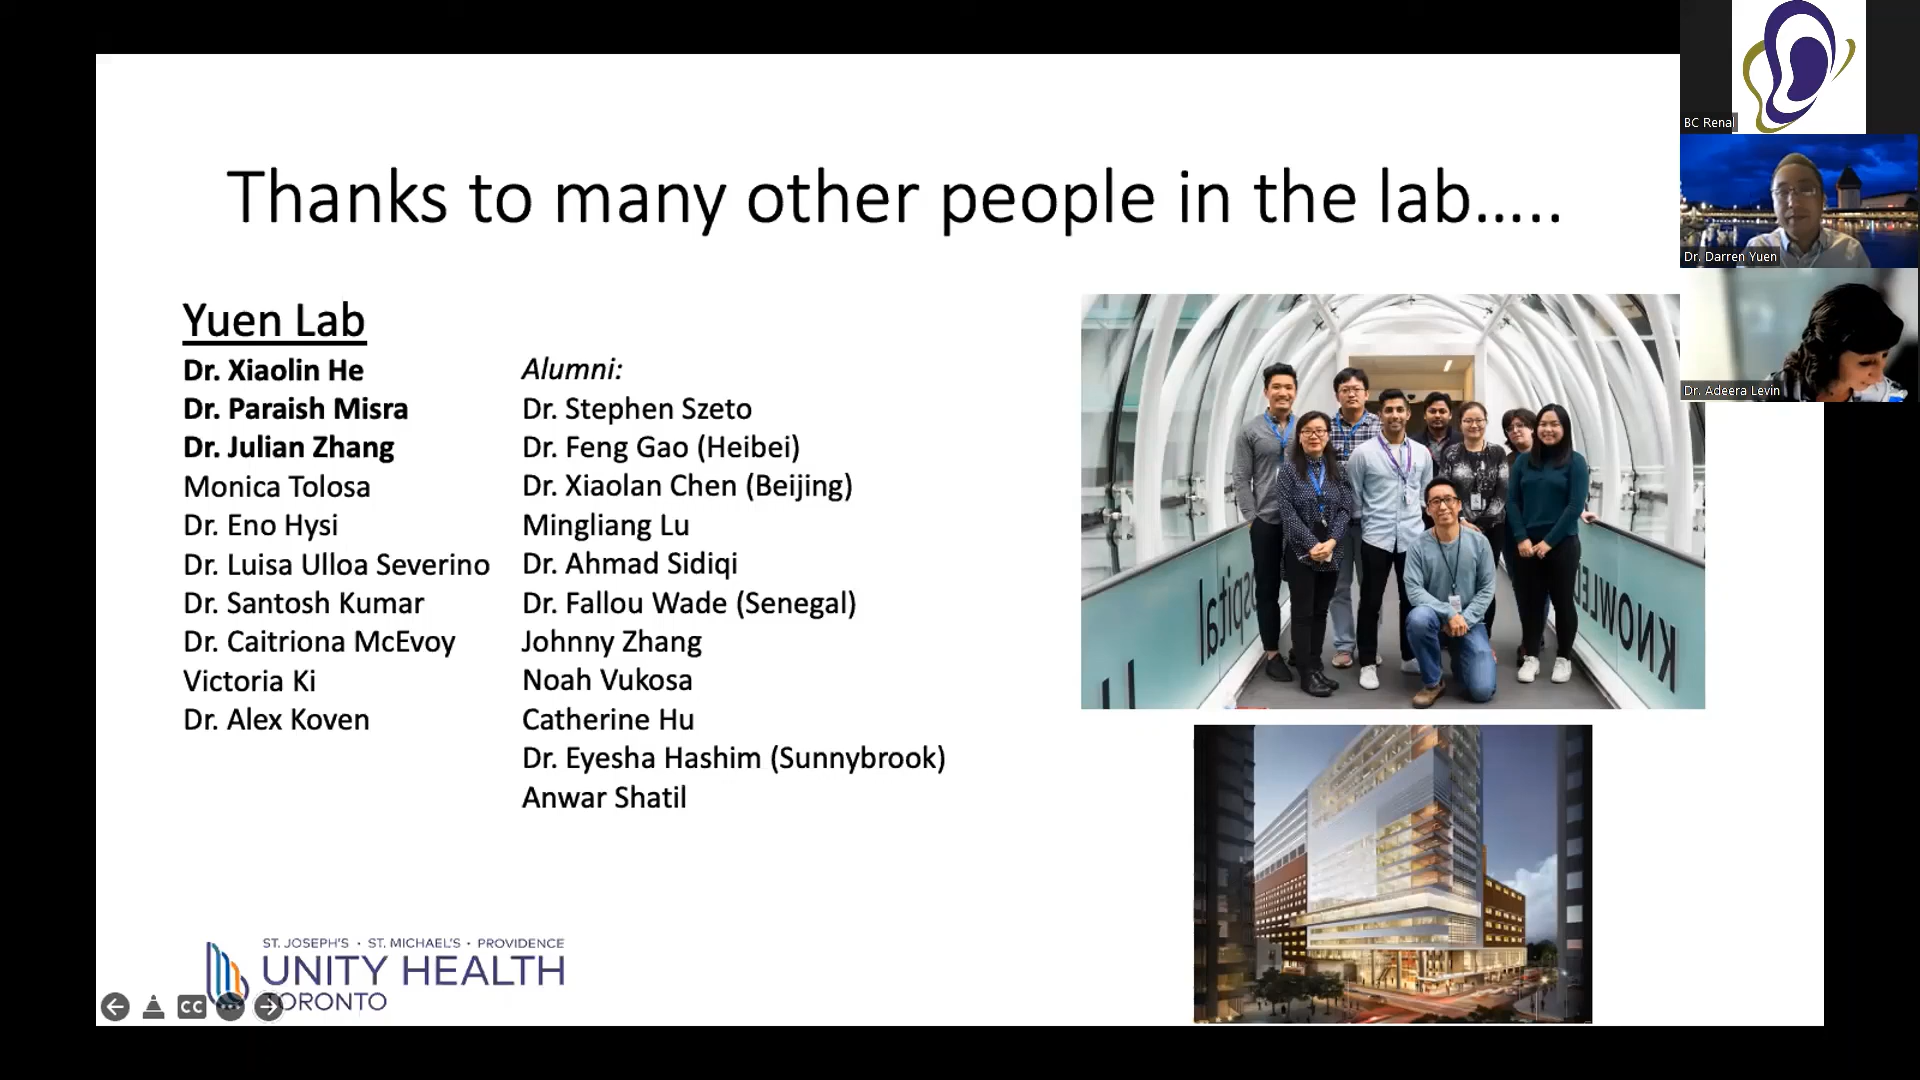 Thanks to many other people in the lab.....
Yuen Lab
Dr. Xiaolin He
Dr. Paraish Misra
Dr. Julian Zhang
Monica Tolosa
Dr. Eno Hysi
Dr. Luisa Ulloa Severino
Dr. Santosh Kumar
Dr. Caitriona McEvoy
Victoria Ki
Dr. Alex Koven
Alumni:
Dr. Stephen Szeto
Dr. Feng Gao (Heibei)
Dr. Xiaolan Chen (Beijing)
Mingliang Lu
Dr. Ahmad Sidiqi
Dr. Fallou Wade (Senegal)
Johnny Zhang
Noah Vukosa
Catherine Hu
Dr. Eyesha Hashim (Sunnybrook)
Anwar Shatil
ST. JOSEPH'S · ST. MICHAEL'S · PROVIDENCE
UNITY HEALTH
TORONTO
CC
BC Renal
Dr. Darren Yuen
Dr. Adeera Levin